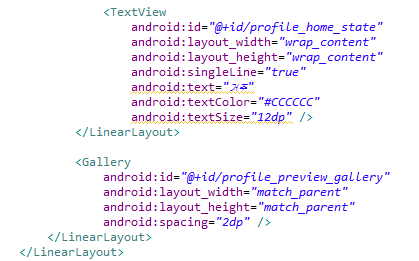 <TextView
android:id="@+id/profile_home_state"
android:layout_width="wrap_content"
android:layout_height="wrap_content"
android:singleLine="true"
android:text="
android:textColor="#CCCCCC"
android:textSize="12dp" />
</LinearLayout>
<Gallery
android:id="@+id/profile_preview_gallery"
android:layout_width="match_parent"
android:layout_height="match_parent"
android:spacing="2dp" />
</LinearLayout>
</LinearLayout>